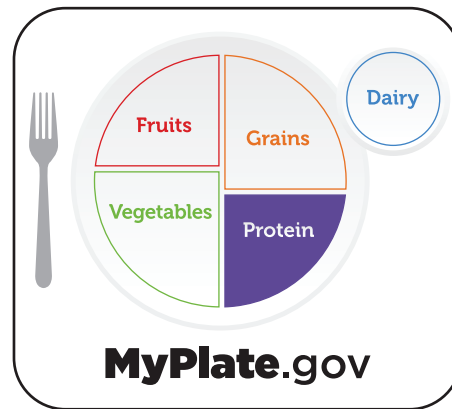 Fruits
Grains
Dairy
Vegetables
Protein
MyPlate.gov